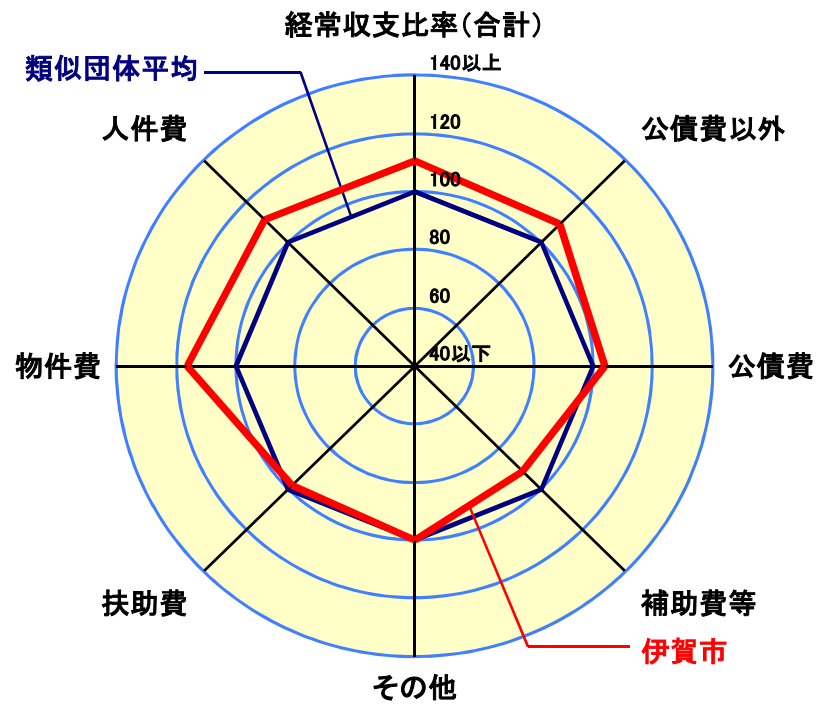 経常収支比率(合計)
類似団体平均
140以上
人件費
120
公債費以外
100
80
60
40以下
物件費
公債費
扶助費
補助費等
伊賀市
その他